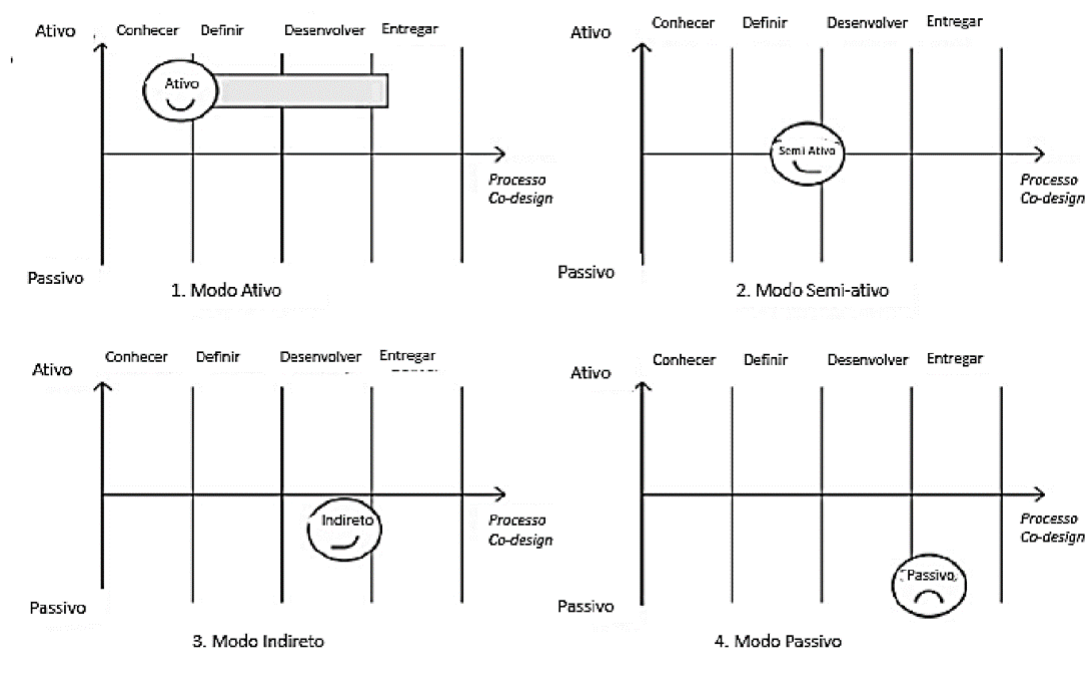 Ativo
Conhecer Definir Desenvolver Entregar
Ativo
Processo
Co-design
Passivo
1. Modo Ativo
Ativo
Conhecer Definir Desenvolver Entregar
Semi Ativo
Processo
Co-design
Passivo
2. Modo Semi-ativo
Ativo
Conhecer Definir Desenvolver Entregar
Indireto
Processo
Co-design
Passivo
3. Modo Indireto
Ativo
Conhecer Definir Desenvolver Entregar
Processo
Co-design
Passivo
Passivo
4. Modo Passivo